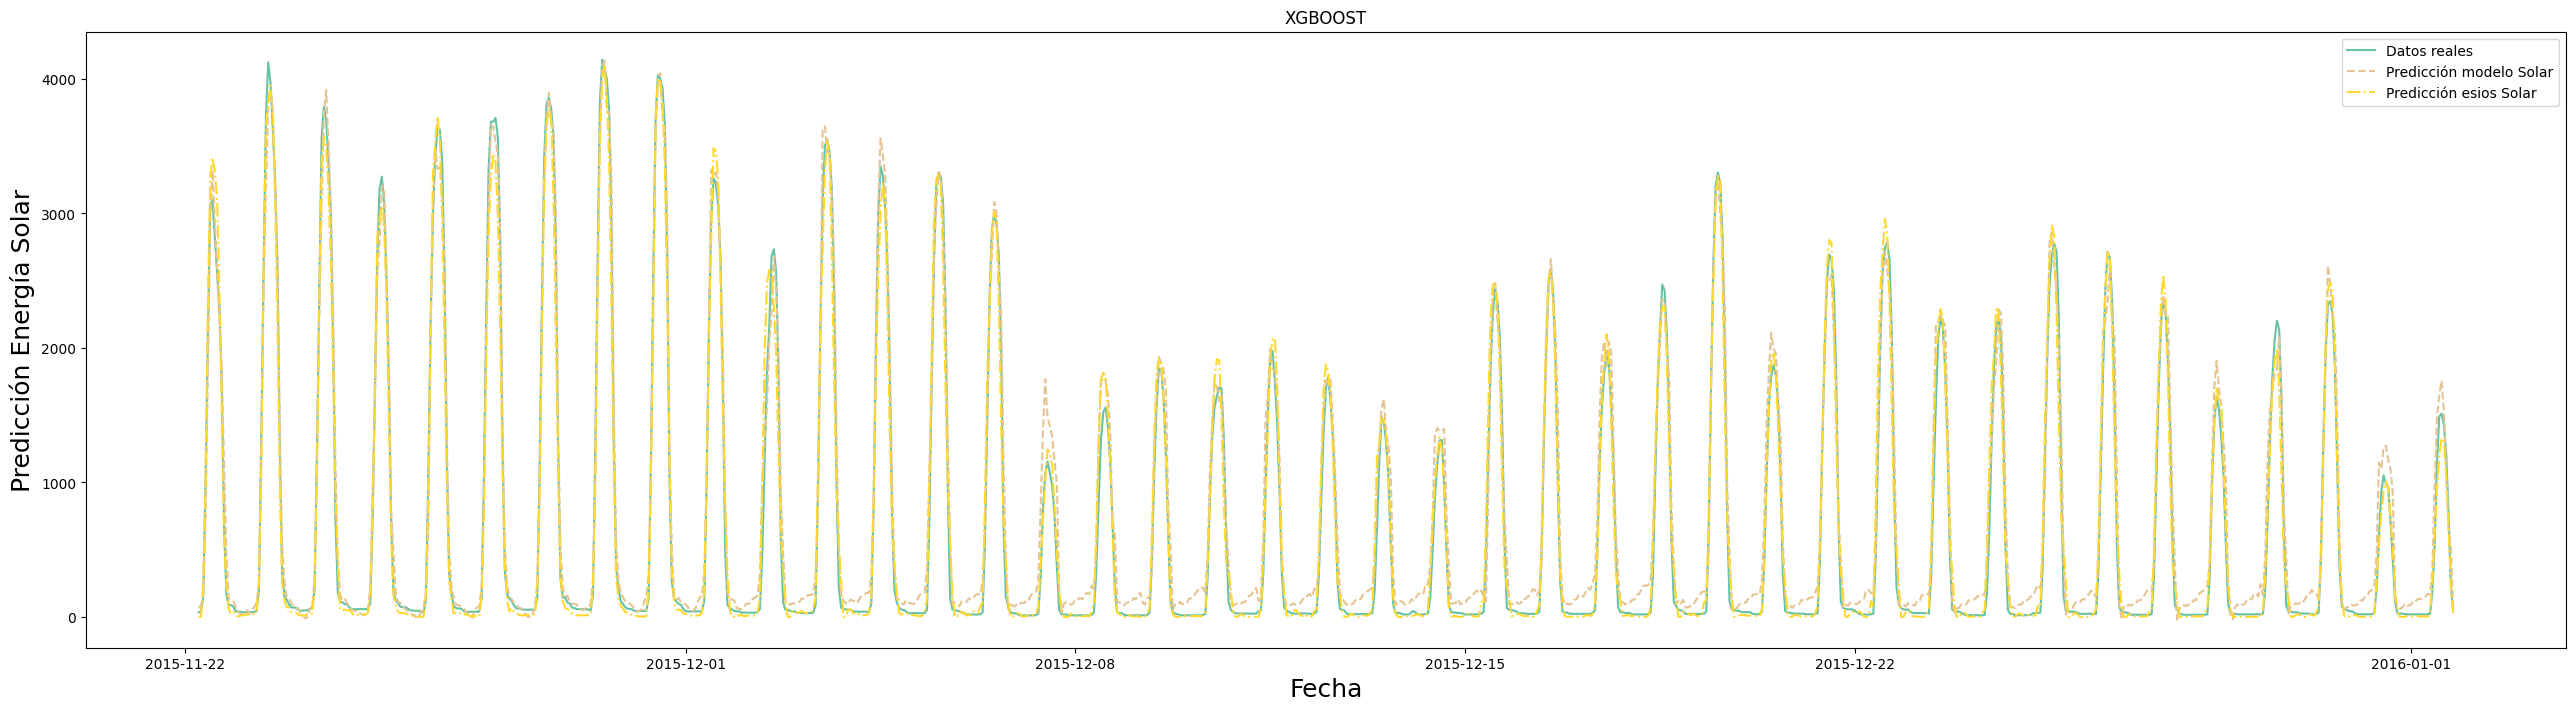 XGBOOST
Datos reales
Predicción modelo Solar
Predicción esios Solar
Predicción Energía Solar
4000
3000
2000
1000
0
2015-11-22
2015-12-01
2015-12-08
2015-12-15
2015-12-22
2016-01-01
Fecha